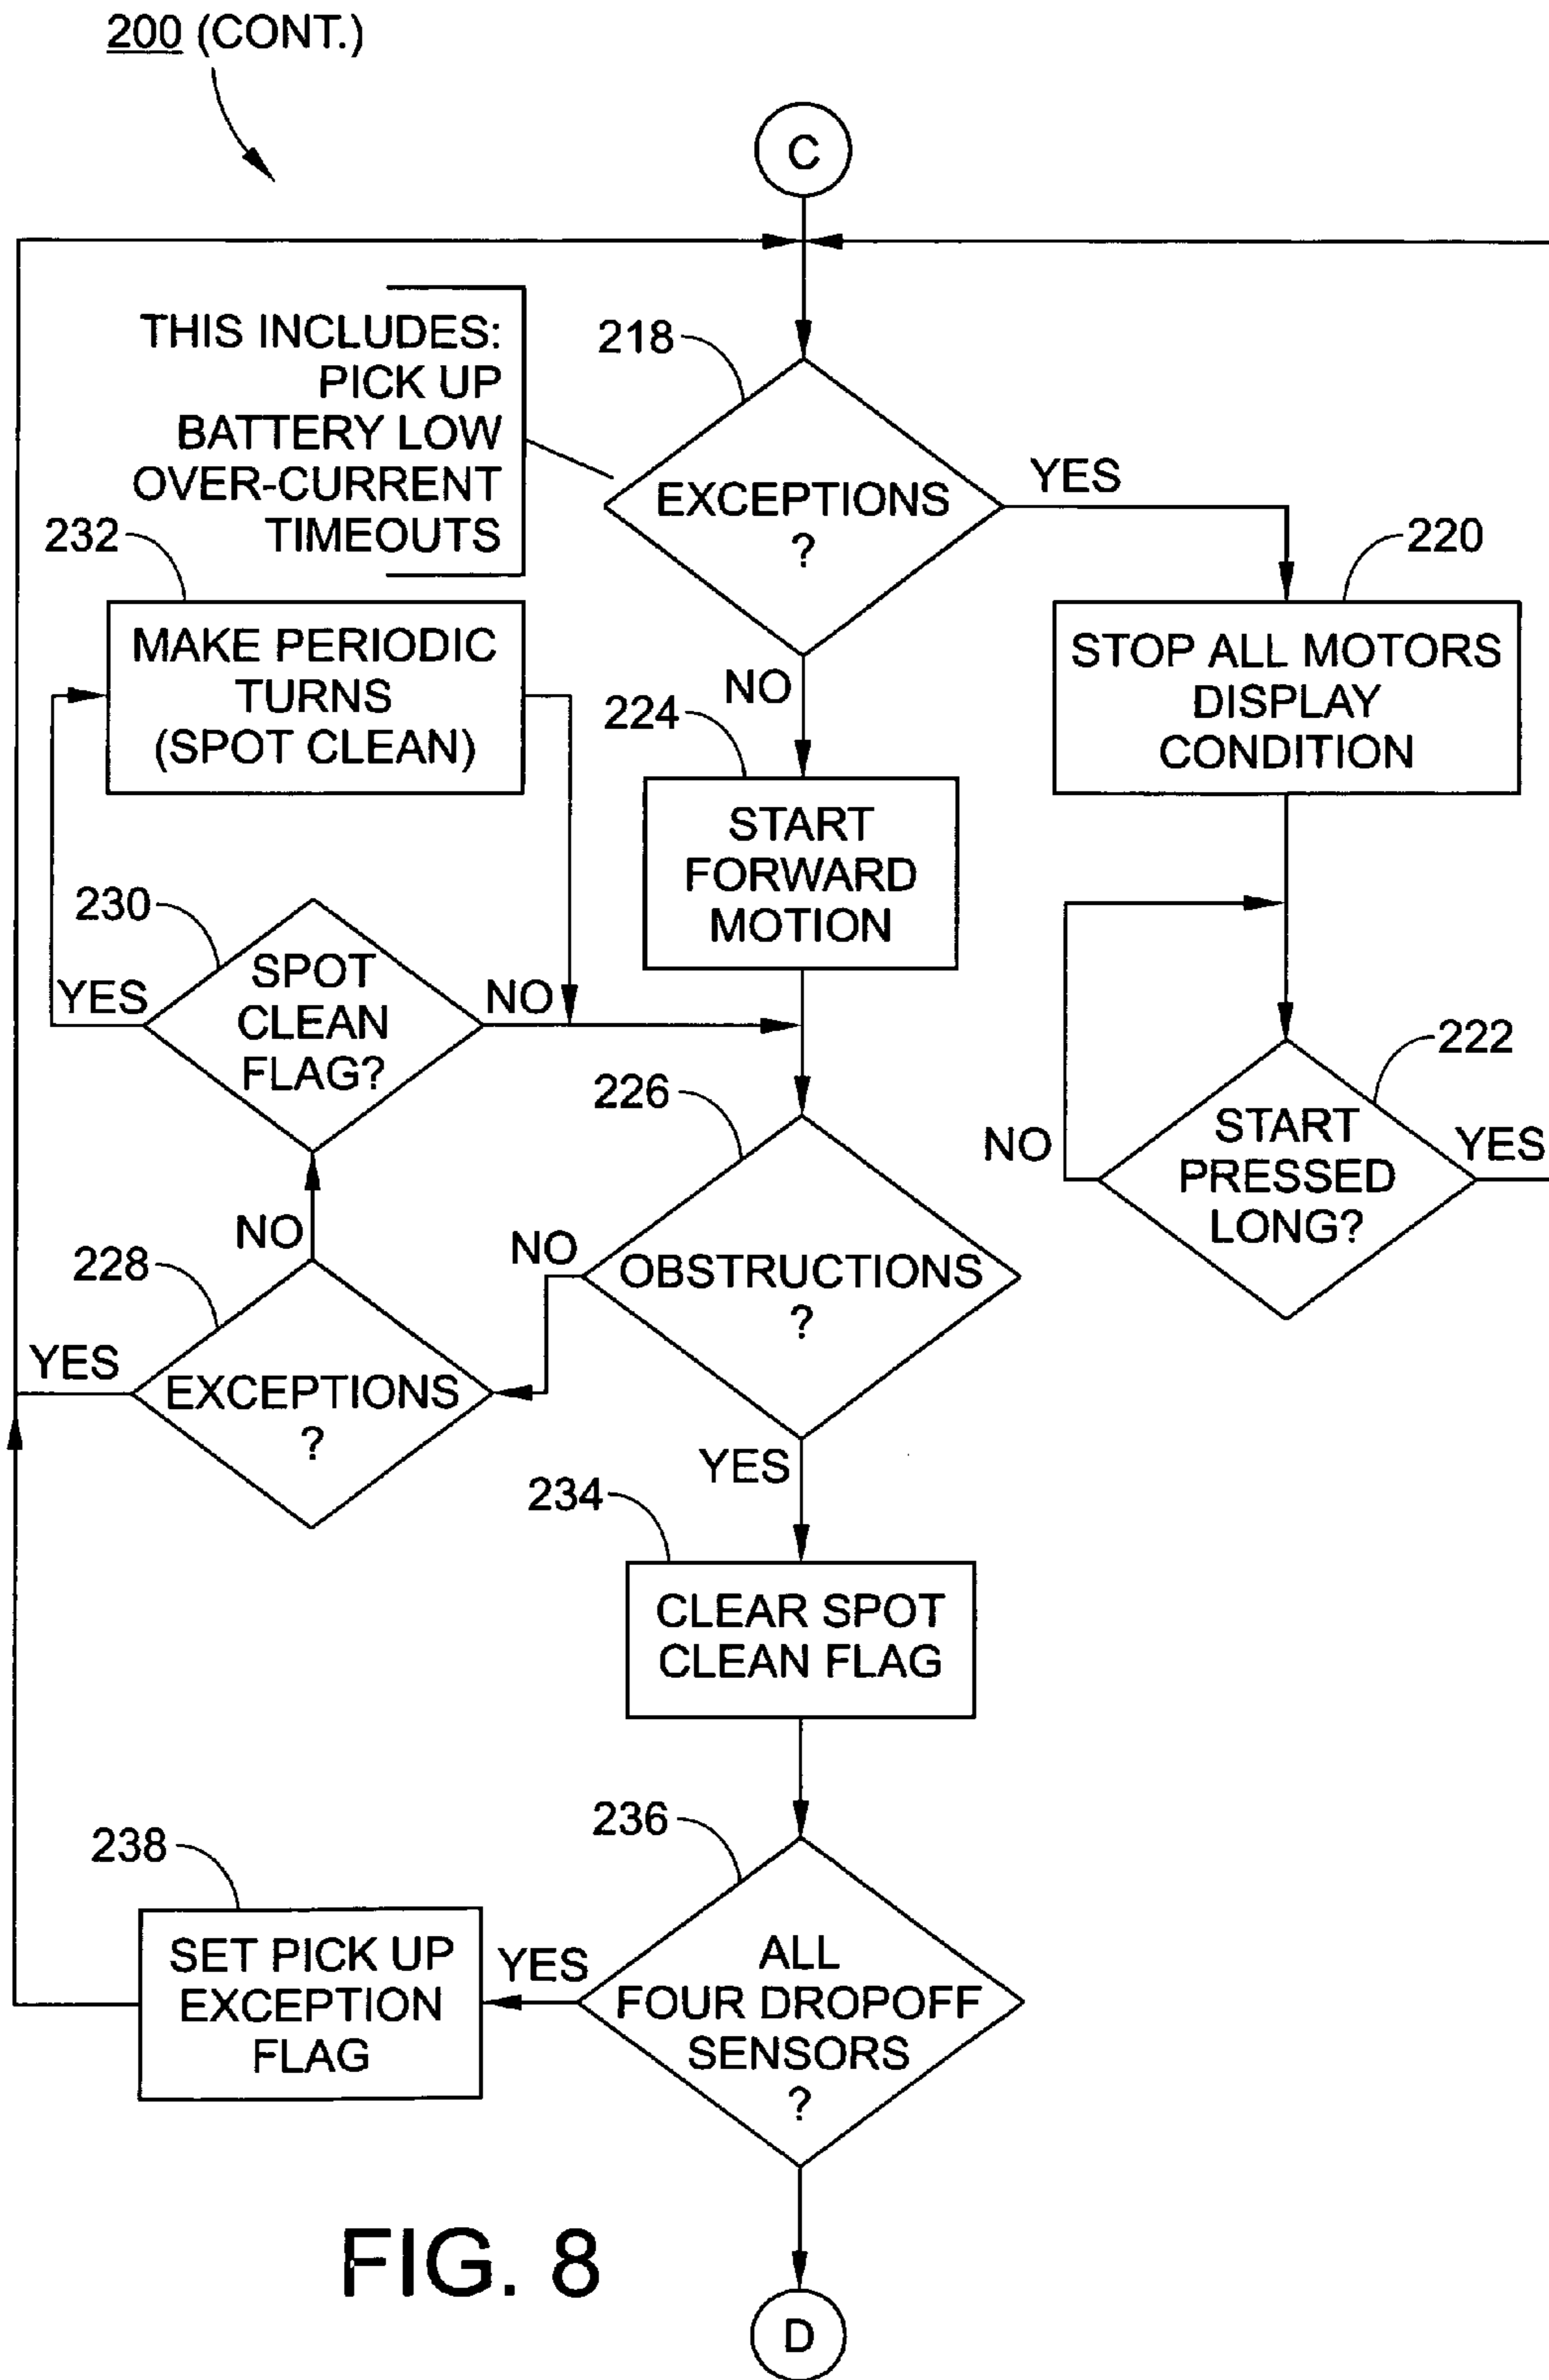 200 (CONT.)
C
THIS INCLUDES:
PICK UP
BATTERY LOW
OVER-CURRENT
TIMEOUTS
218
EXCEPTIONS
?
YES
NO
220
STOP ALL MOTORS
DISPLAY
CONDITION
232
MAKE PERIODIC
TURNS
(SPOT CLEAN)
224
START
FORWARD
MOTION
230
SPOT
CLEAN
FLAG?
YES
NO
222
START
PRESSED
LONG?
NO
YES
226
OBSTRUCTIONS
?
NO
YES
228
EXCEPTIONS
?
NO
YES
234
CLEAR SPOT
CLEAN FLAG
236
ALL
FOUR DROPOFF
SENSORS
?
YES
238
SET PICK UP
EXCEPTION
FLAG
FIG. 8
D